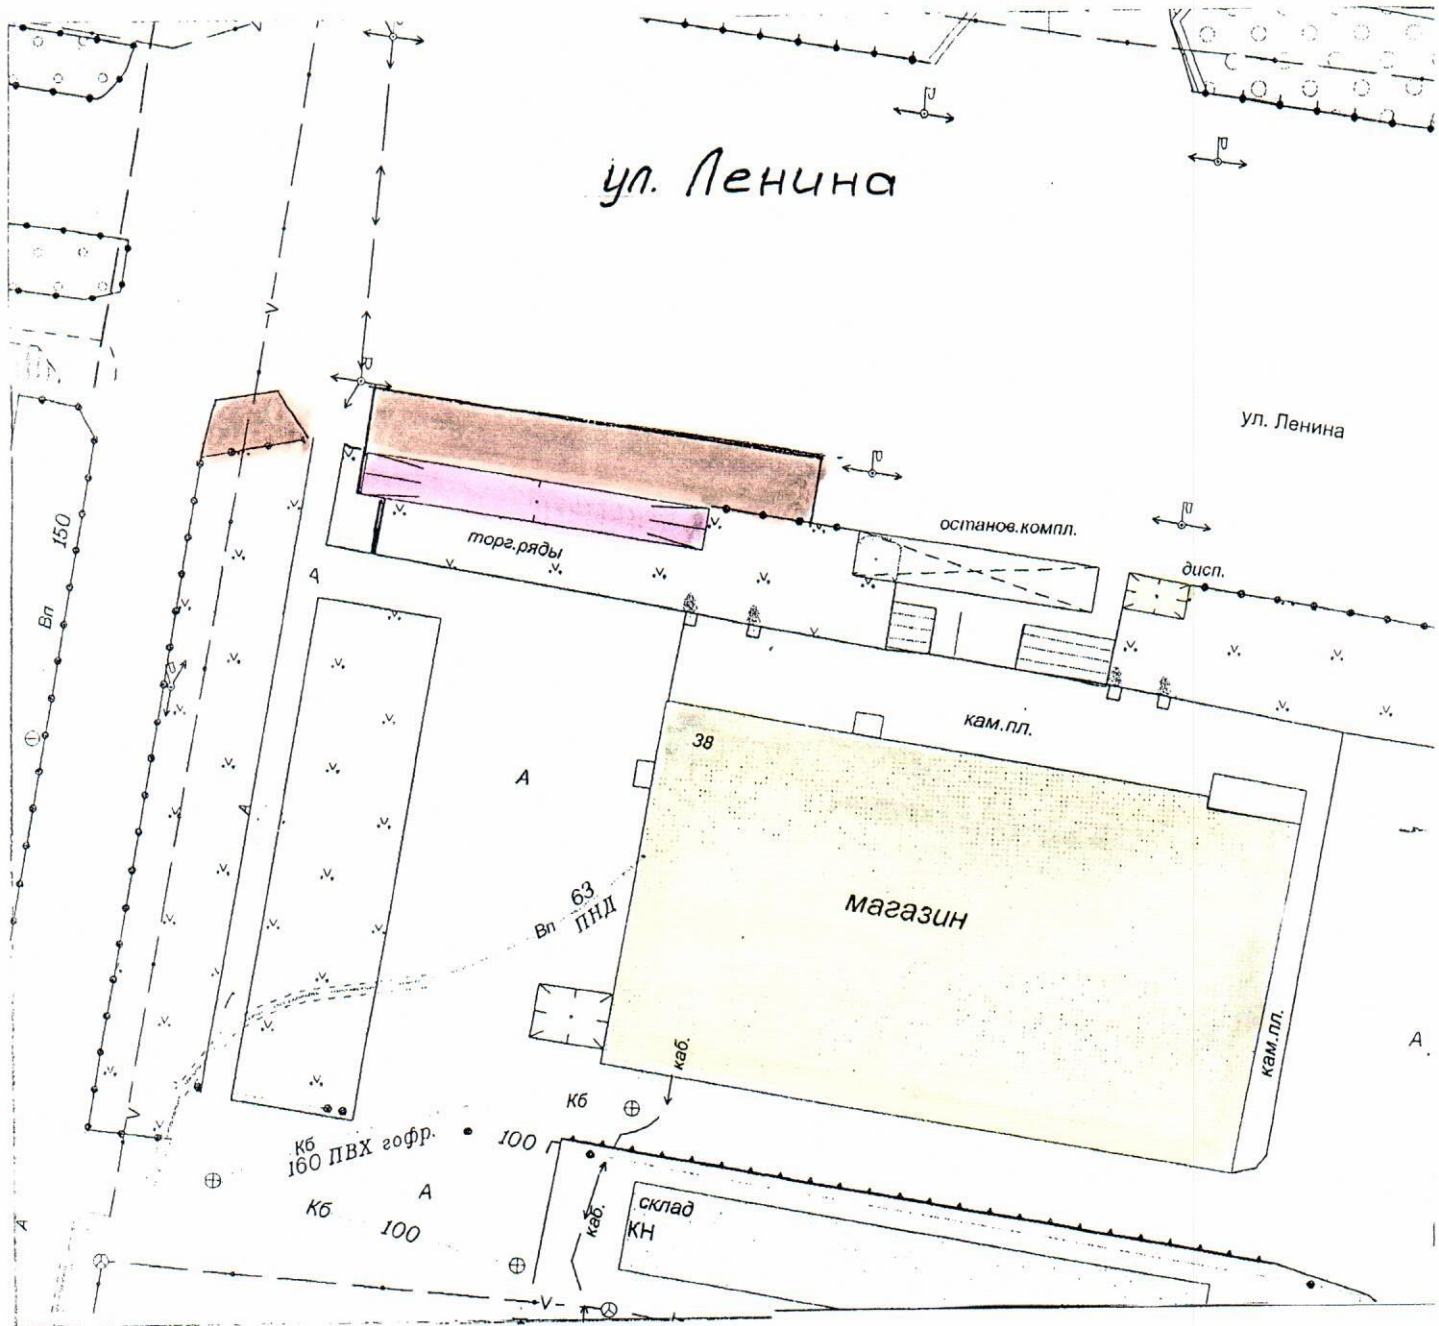 ул. Ленина
ул. Ленина
150
Вп
торг.ряды
останов.компл.
дисп.
А
А
А
38
кам.пл.
63
Вп ПНД
магазин
кам.пл.
А.
каб.
Кб
Кб
160 ПВХ гофр.
100
А
Кб
100
каб.
склад
КН
А